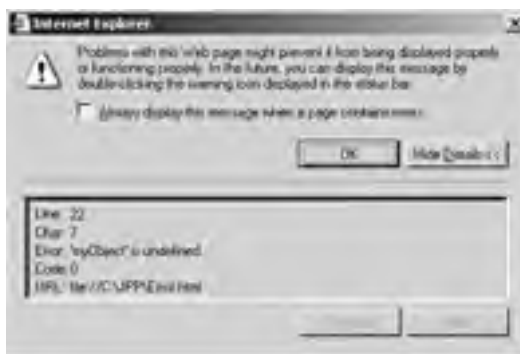 Internet Explorer
Problems with this Web page might prevent it from being displayed properly
or functioning properly. In the future, you can display this message by
double-clicking the warning icon displayed in the status bar.
Always display this message when a page contains errors.
OK
Hide Details <<
Line: 22
Char: 7
Error: 'myObject' is undefined.
Code: 0
URL: file://C:\JPP\Error.html